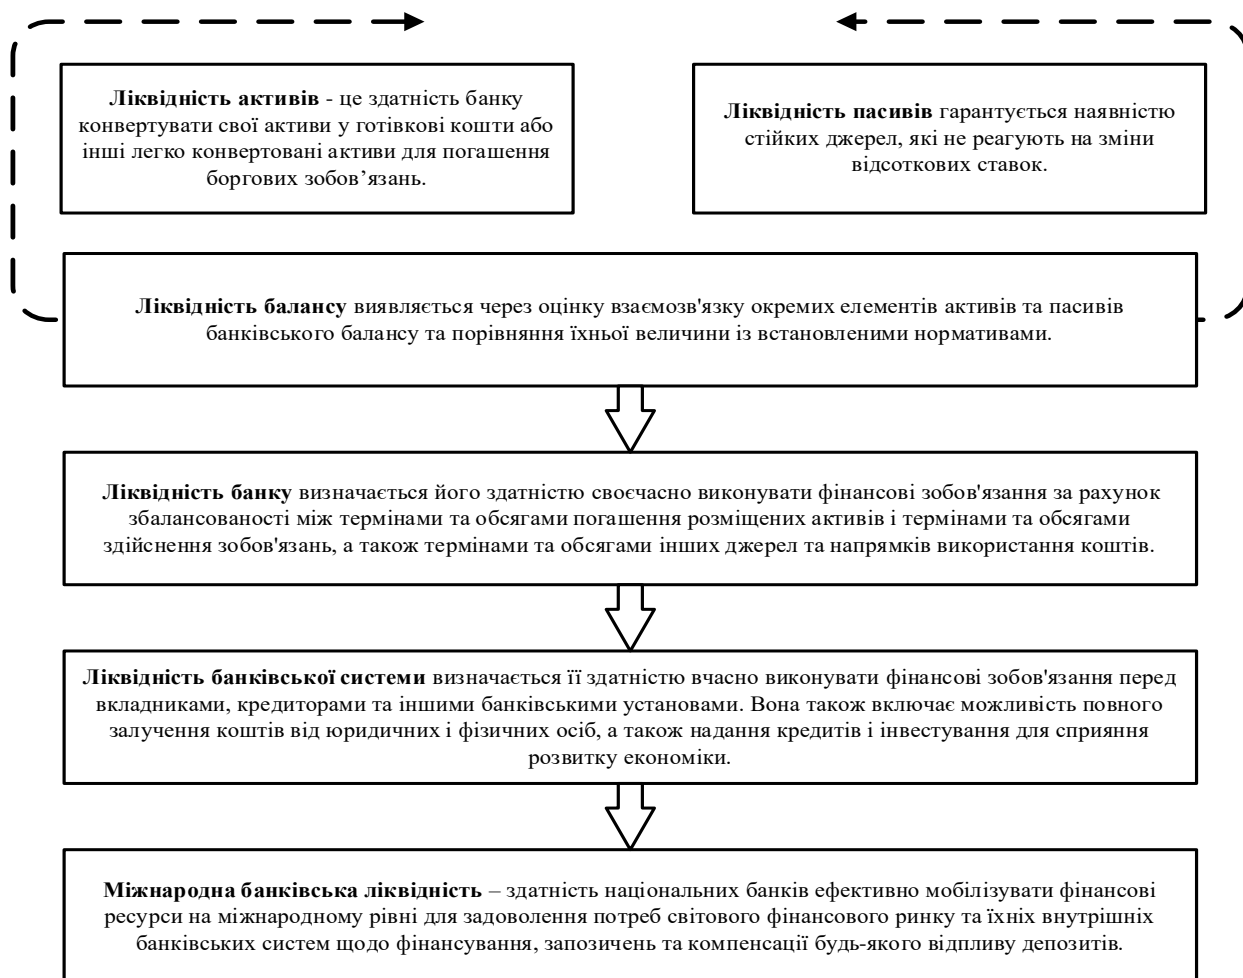 Ліквідність активів - це здатність банку
конвертувати свої активи у готівкові кошти або
інші легко конвертовані активи для погашення
боргових зобов’язань.
Ліквідність пасивів гарантується наявністю
стійких джерел, які не реагують на зміни
відсоткових ставок.
Ліквідність балансу виявляється через оцінку взаємозв'язку окремих елементів активів та пасивів
банківського балансу та порівняння їхньої величини із встановленими нормативами.
Ліквідність банку визначається його здатністю своєчасно виконувати фінансові зобов'язання за рахунок
збалансованості між термінами та обсягами погашення розміщених активів і термінами та обсягами
здійснення зобов'язань, а також термінами та обсягами інших джерел та напрямків використання коштів.
Ліквідність банківської системи визначається її здатністю вчасно виконувати фінансові зобов'язання перед
вкладниками, кредиторами та іншими банківськими установами. Вона також включає можливість повного
залучення коштів від юридичних і фізичних осіб, а також надання кредитів і інвестування для сприяння
розвитку економіки.
Міжнародна банківська ліквідність – здатність національних банків ефективно мобілізувати фінансові
ресурси на міжнародному рівні для задоволення потреб світового фінансового ринку та їхніх внутрішніх
банківських систем щодо фінансування, запозичень та компенсації будь-якого відпливу депозитів.